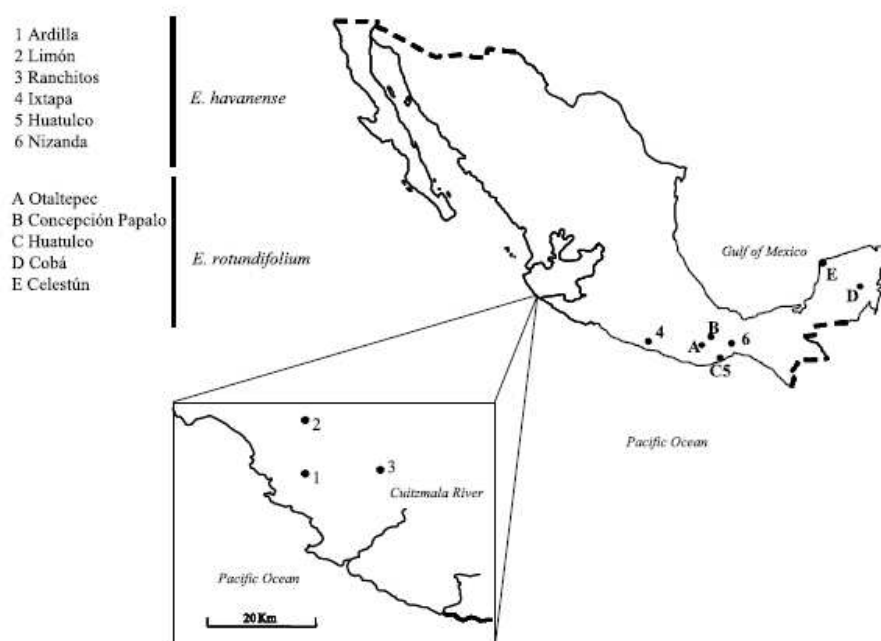 1 Ardilla
2 Limón
3 Ranchitos
4 Ixtapa
5 Huatulco
6 Nizanda
E. havanense
A Otaltepec
B Concepción Papalo
C Huatulco
D Cobá
E Celestún
E. rotundifolium
Gulf of Mexico
E
D
4
B
A
6
C5
Pacific Ocean
2
1
3
Cuitzmala River
Pacific Ocean
20 Km